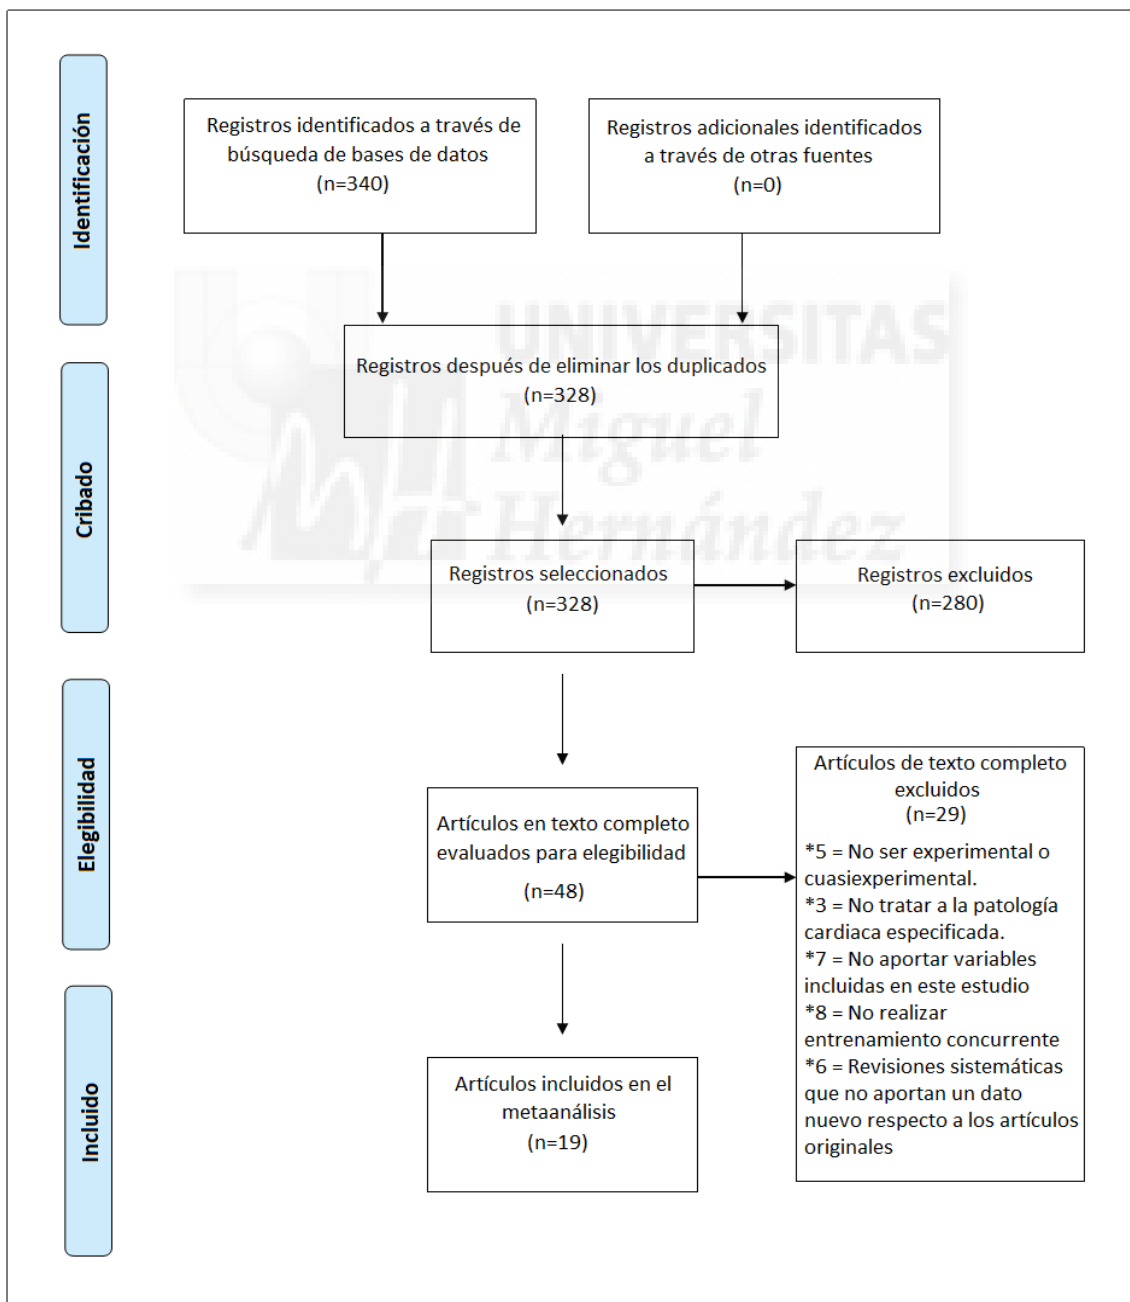 Identificación
Registros identificados a través de
búsqueda de bases de datos
(n=340)
Registros adicionales identificados
a través de otras fuentes
(n=0)
UNIVERSITAS
Miguel
Hernández
Registros después de eliminar los duplicados
(n=328)
Cribado
Registros seleccionados
(n=328)
Registros excluidos
(n=280)
Elegibilidad
Artículos en texto completo
evaluados para elegibilidad
(n=48)
Artículos de texto completo
excluidos
(n=29)
*5 = No ser experimental o
cuasiexperimental.
*3 = No tratar a la patología
cardiaca especificada.
*7 = No aportar variables
incluidas en este estudio
*8 = No realizar
entrenamiento concurrente
*6 = Revisiones sistemáticas
que no aportan un dato
nuevo respecto a los artículos
originales
Incluido
Artículos incluidos en el
metaanálisis
(n=19)